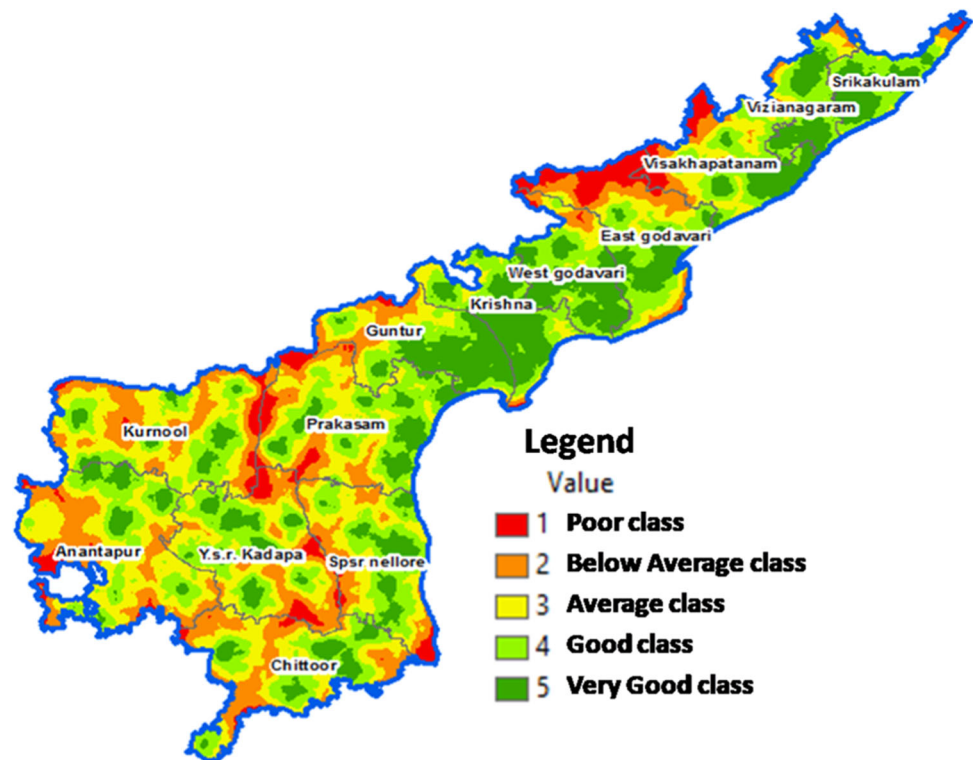 Srikakulam
Vizianagaram
Visakhapatanam
East godavari
West godavari
Krishna
Guntur
Prakasam
Kurnool
Anantapur
Y.s.r. Kadapa
Spsr nellore
Chittoor
Legend
Value
1 Poor class
2 Below Average class
3 Average class
4 Good class
5 Very Good class